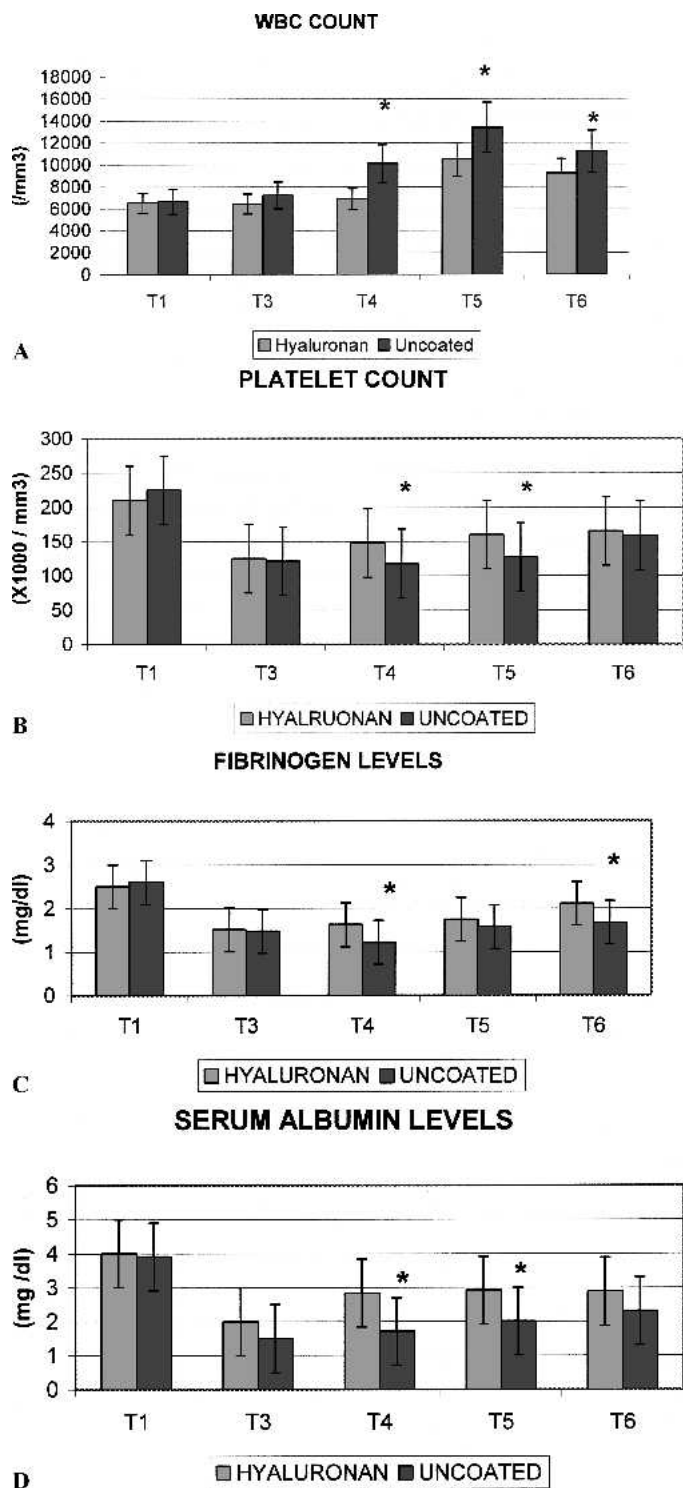 WBC COUNT
18000
16000
14000
12000
10000
8000
6000
4000
2000
0
(/mm3)
*
*
*
T1 T3 T4 T5 T6
A
Hyaluronan Uncoated
PLATELET COUNT
300
250
200
150
100
50
0
(X1000 / mm3)
*
*
T1 T3 T4 T5 T6
B
HYALRUONAN UNCOATED
FIBRINOGEN LEVELS
4
3
2
1
0
(mg/dl)
*
*
T1 T3 T4 T5 T6
C
HYALURONAN UNCOATED
SERUM ALBUMIN LEVELS
6
5
4
3
2
1
0
(mg /dl)
*
*
T1 T3 T4 T5 T6
D
HYALURONAN UNCOATED